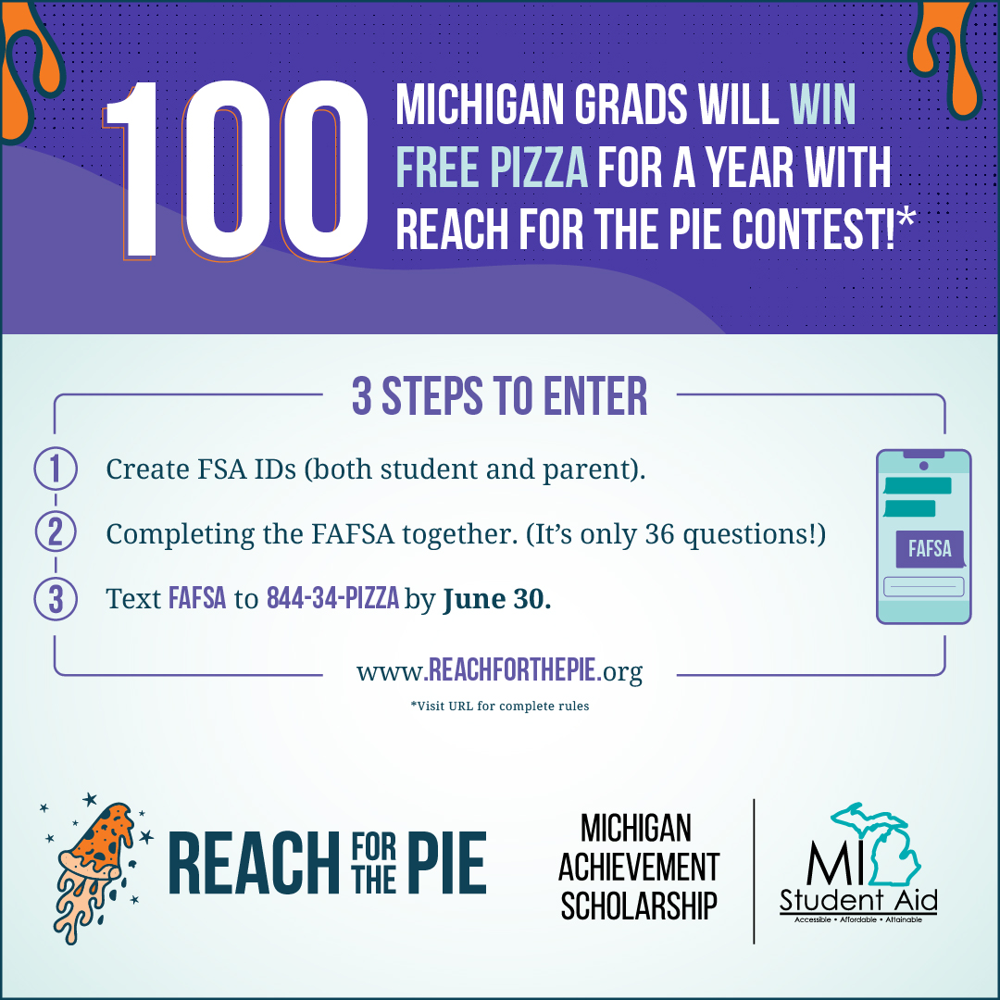 100
MICHIGAN GRADS WILL WIN
FREE PIZZA FOR A YEAR WITH
REACH FOR THE PIE CONTEST!*
3 STEPS TO ENTER
1 Create FSA IDs (both student and parent).
2 Completing the FAFSA together. (It’s only 36 questions!)
FAFSA
3 Text FAFSA to 844-34-PIZZA by June 30.
www.REACHFORTHEPIE.org
*Visit URL for complete rules
REACH FOR THE PIE
MICHIGAN
ACHIEVEMENT
SCHOLARSHIP
MI
Student Aid
Accessible • Affordable • Attainable